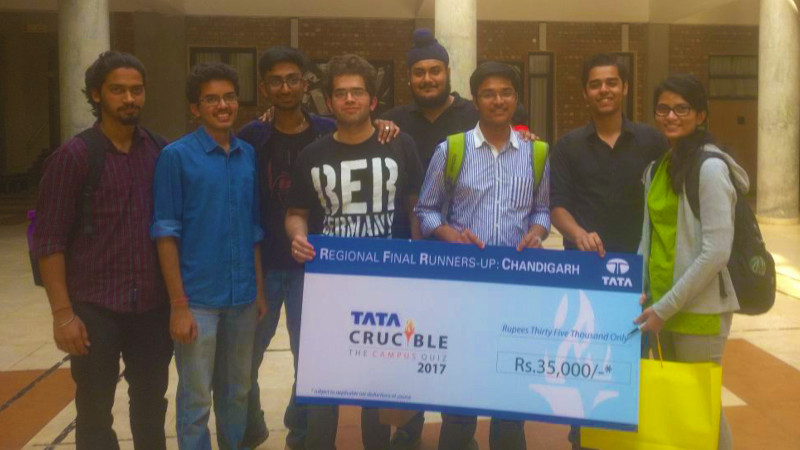 BER
GERMANY
REGIONAL FINAL RUNNERS-UP: CHANDIGARH
TATA
TATA
CRUCIBLE
THE CAMPUS QUIZ
2017
Rupees Thirty Five Thousand Only
Rs.35,000/-*